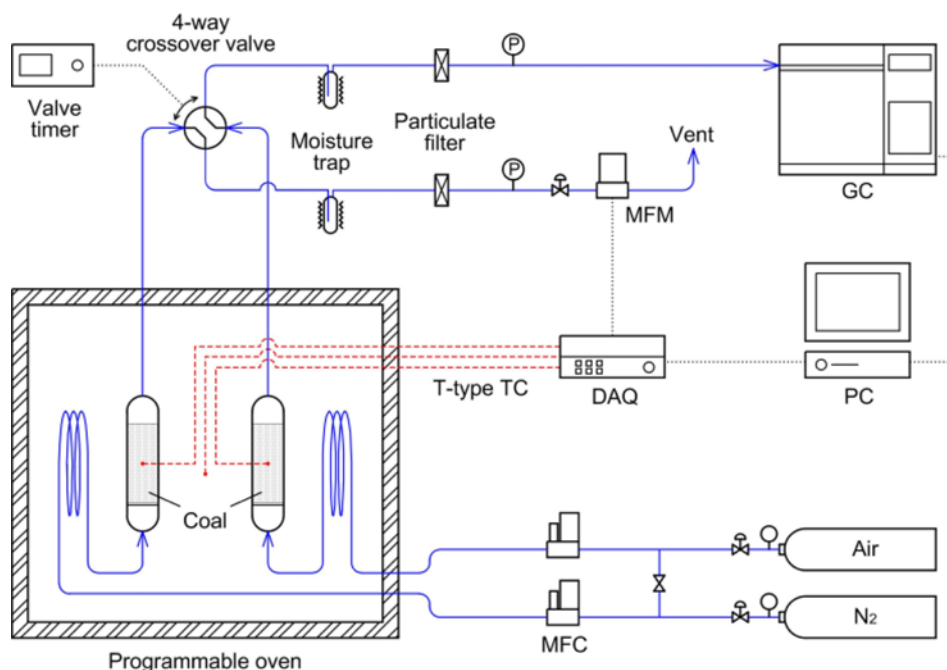 4-way
crossover valve
Valve
timer
Moisture
trap
Particulate
filter
P
P
Vent
MFM
GC
T-type TC
DAQ
PC
Coal
Air
N₂
MFC
Programmable oven